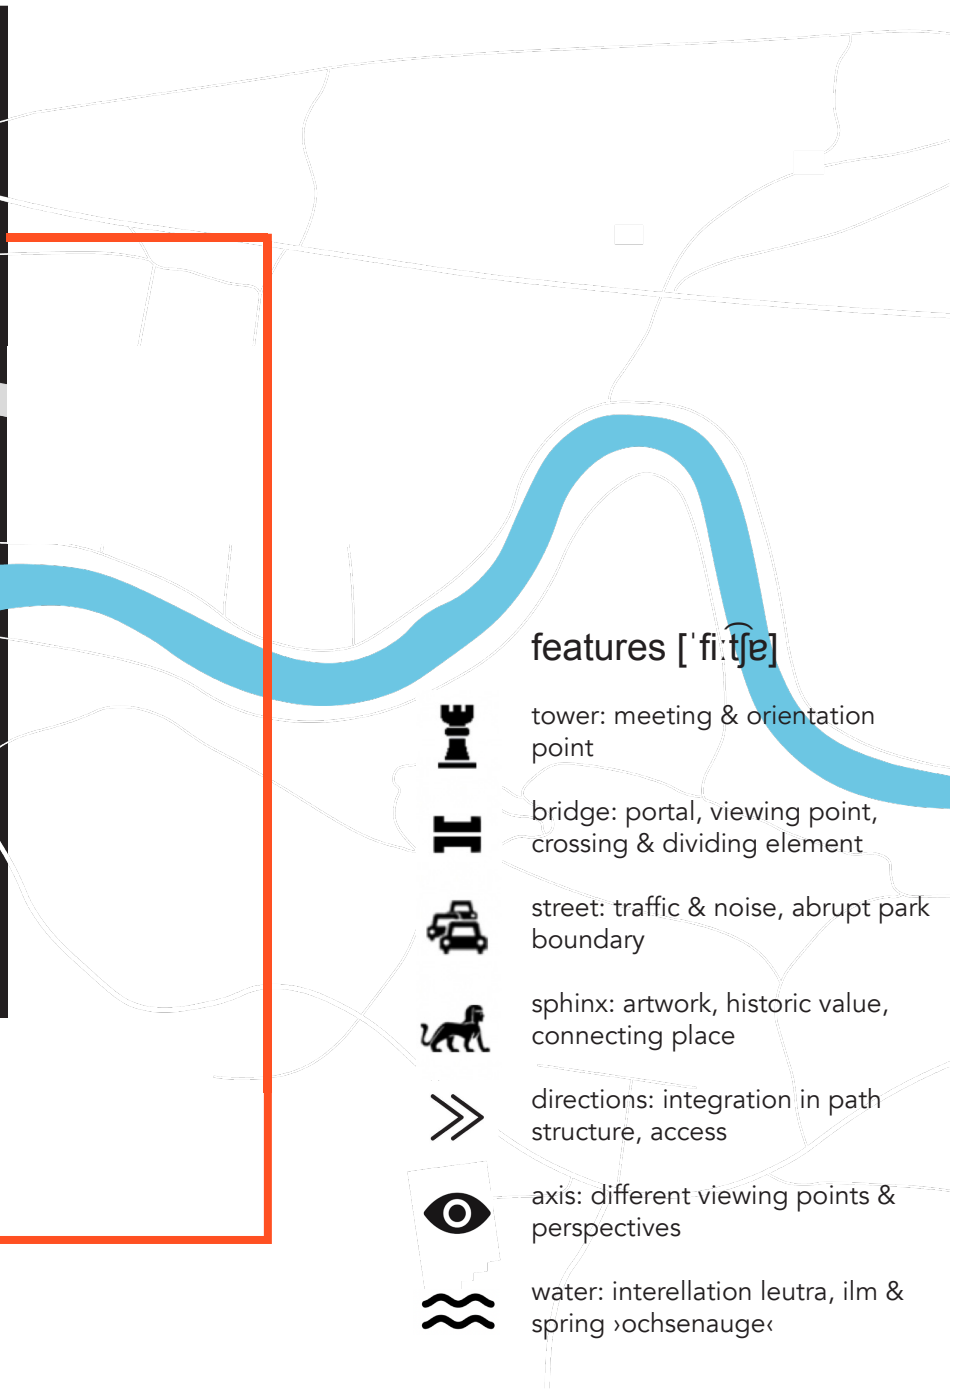 features [ˈfiːt͡ʃɐ]
tower: meeting & orientation
point
bridge: portal, viewing point,
crossing & dividing element
street: traffic & noise, abrupt park
boundary
sphinx: artwork, historic value,
connecting place
directions: integration in path
structure, access
axis: different viewing points &
perspectives
water: interellation leutra, ilm &
spring ›ochsenauge‹